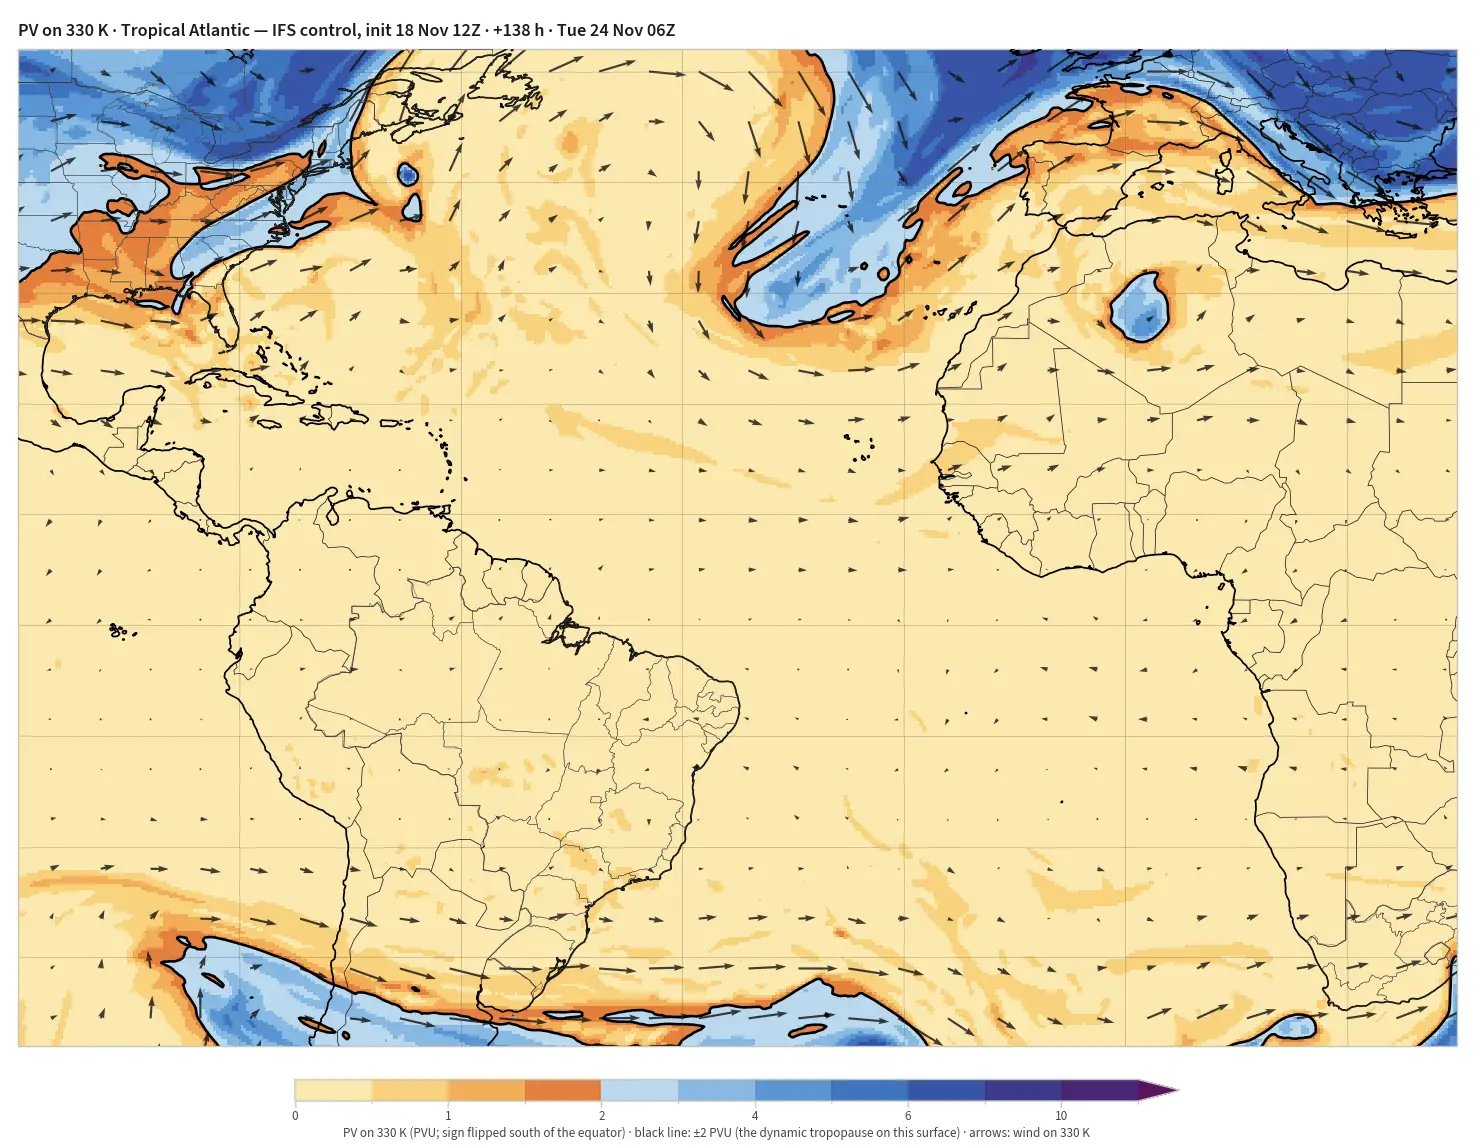 PV on 330 K · Tropical Atlantic — IFS control, init 18 Nov 12Z · +138 h · Tue 24 Nov 06Z
0 1 2 4 6 10
PV on 330 K (PVU; sign flipped south of the equator) · black line: ±2 PVU (the dynamic tropopause on this surface) · arrows: wind on 330 K